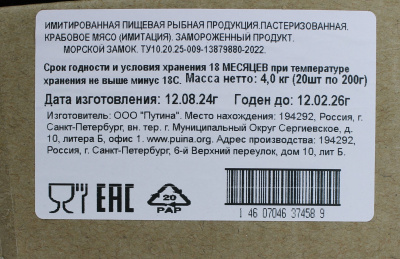 ИМИТИРОВАННАЯ ПИЩЕВАЯ РЫБНАЯ ПРОДУКЦИЯ.ПАСТЕРИЗОВАННАЯ.
КРАБОВОЕ МЯСО (ИМИТАЦИЯ). ЗАМОРОЖЕННЫЙ ПРОДУКТ.
МОРСКОЙ ЗАМОК. ТУ10.20.25-009-13879880-2022.
Срок годности и условия хранения 18 МЕСЯЦЕВ при температуре
хранения не выше минус 18С. Масса нетто: 4,0 кг (20шт по 200г)
Дата изготовления: 12.08.24г Годен до: 12.02.26г
Изготовитель: ООО "Путина". Место нахождения: 194292, Россия, г.
Санкт-Петербург, вн. тер. г. Муниципальный Округ Сергиевское, д.
10, литера Б, офис 1. www.puina.org. Адрес производства: 194292,
Россия, г. Санкт-Петербург, 6-й Верхний переулок, дом 10, лит Б.
EAC
20
PAP
1 46 07046 37458 9